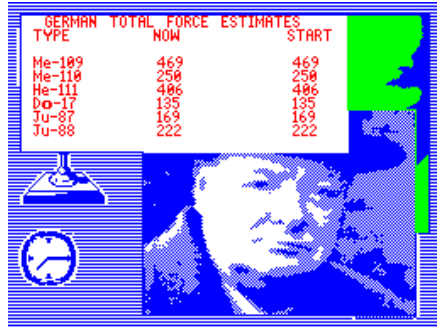 GERMAN TOTAL FORCE ESTIMATES
TYPE NOW START
Me-109 469 469
Me-110 250 250
He-111 406 406
Do-17 135 135
Ju-87 169 169
Ju-88 222 222